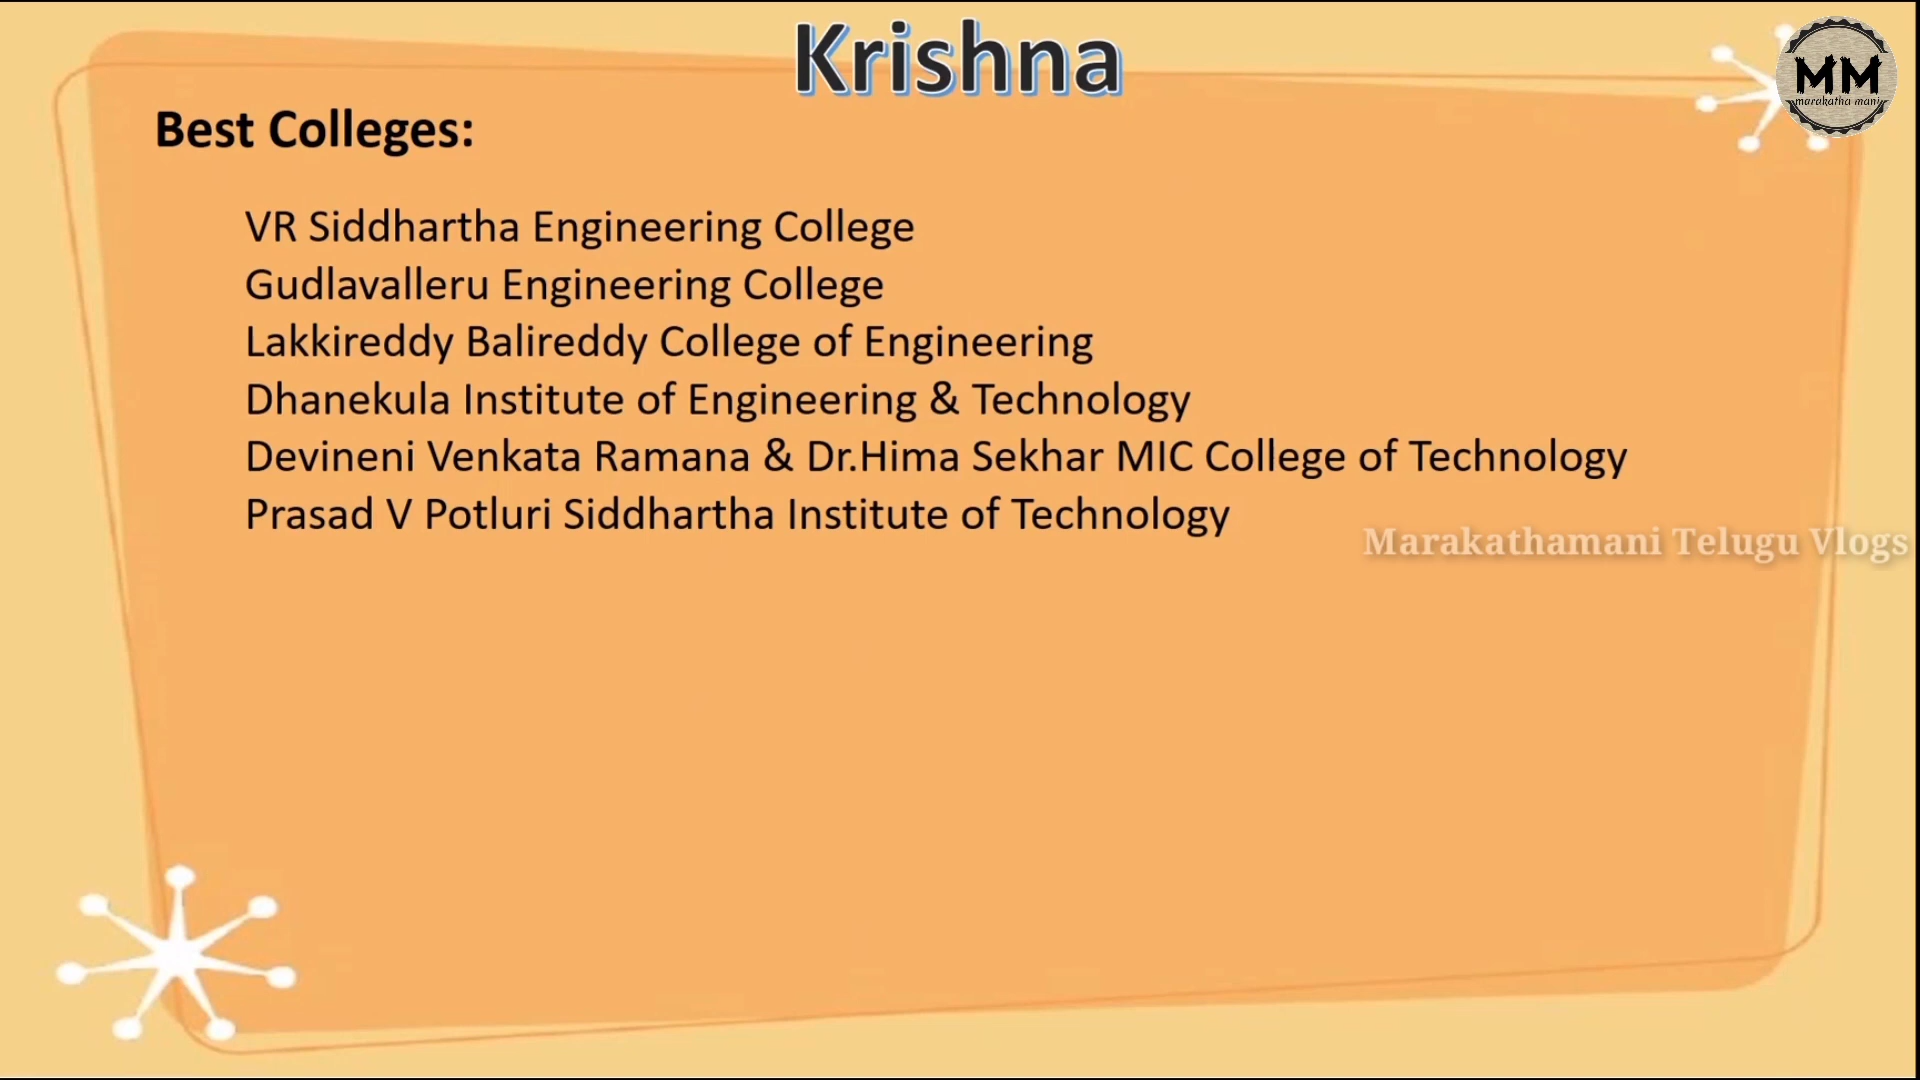 Krishna
MM
marakatha mani
Best Colleges:
VR Siddhartha Engineering College
Gudlavalleru Engineering College
Lakkireddy Balireddy College of Engineering
Dhanekula Institute of Engineering & Technology
Devineni Venkata Ramana & Dr.Hima Sekhar MIC College of Technology
Prasad V Potluri Siddhartha Institute of Technology
Marakathamani Telugu Vlogs